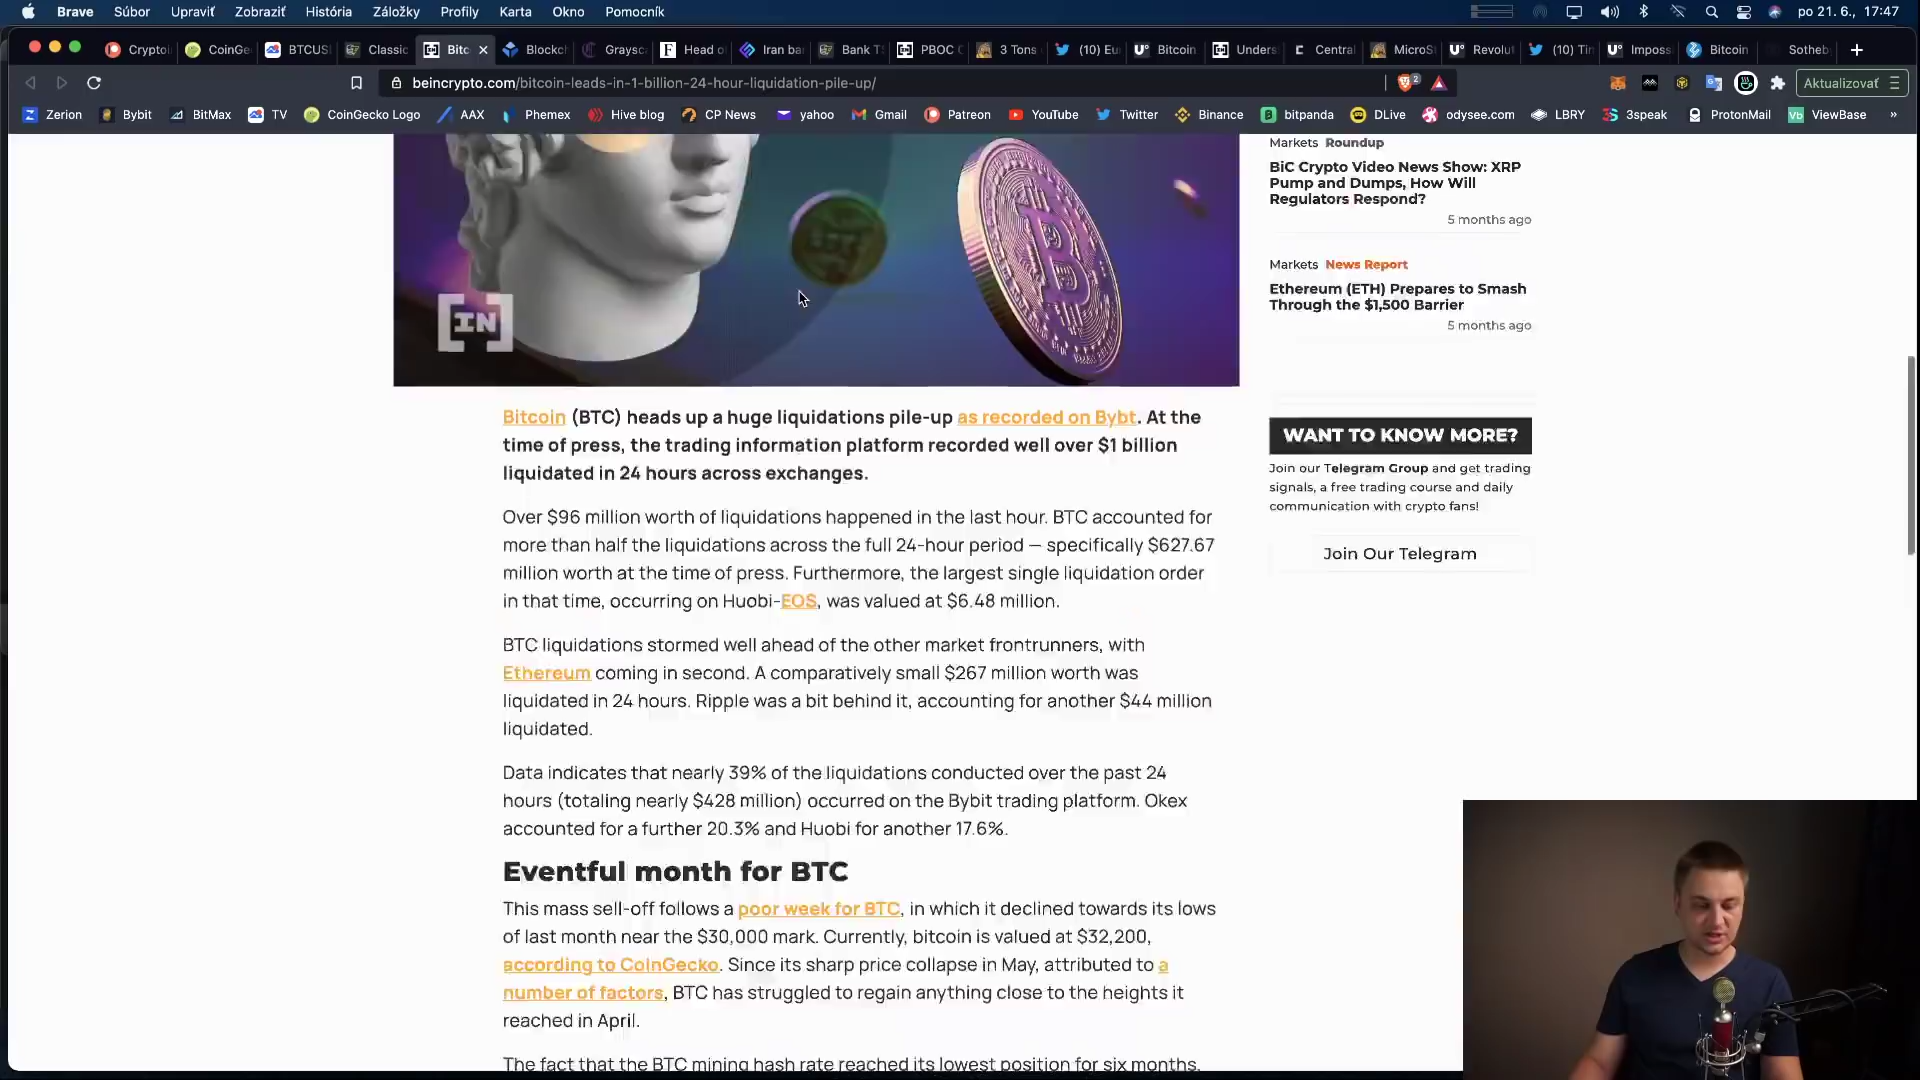 Brave Súbor Upraviť Zobraziť História Záložky Profily Karta Okno Pomocník po 21. 6., 17:47
Cryptoi CoinGe BTCUS Classic Bitc Blockch Graysca Head o Iran ba Bank T PBOC 3 Tons (10) Eu Bitcoin Unders Central MicroSt Revolut (10) Tin Imposs Bitcoin Sotheb
beincrypto.com/bitcoin-leads-in-1-billion-24-hour-liquidation-pile-up/ 2 Aktualizovať
Zerion Bybit BitMax TV CoinGecko Logo AAX Phemex Hive blog CP News yahoo Gmail Patreon YouTube Twitter Binance bitpanda DLive odysee.com LBRY 3speak ProtonMail ViewBase »
IN
Bitcoin (BTC) heads up a huge liquidations pile-up as recorded on Bybt. At the
time of press, the trading information platform recorded well over $1 billion
liquidated in 24 hours across exchanges.
Over $96 million worth of liquidations happened in the last hour. BTC accounted for
more than half the liquidations across the full 24-hour period — specifically $627.67
million worth at the time of press. Furthermore, the largest single liquidation order
in that time, occurring on Huobi-EOS, was valued at $6.48 million.
BTC liquidations stormed well ahead of the other market frontrunners, with
Ethereum coming in second. A comparatively small $267 million worth was
liquidated in 24 hours. Ripple was a bit behind it, accounting for another $44 million
liquidated.
Data indicates that nearly 39% of the liquidations conducted over the past 24
hours (totaling nearly $428 million) occurred on the Bybit trading platform. Okex
accounted for a further 20.3% and Huobi for another 17.6%.
Eventful month for BTC
This mass sell-off follows a poor week for BTC, in which it declined towards its lows
of last month near the $30,000 mark. Currently, bitcoin is valued at $32,200,
according to CoinGecko. Since its sharp price collapse in May, attributed to a
number of factors, BTC has struggled to regain anything close to the heights it
reached in April.
The fact that the BTC mining hash rate reached its lowest position for six months,
Markets Roundup
BiC Crypto Video News Show: XRP
Pump and Dumps, How Will
Regulators Respond?
5 months ago
Markets News Report
Ethereum (ETH) Prepares to Smash
Through the $1,500 Barrier
5 months ago
WANT TO KNOW MORE?
Join our Telegram Group and get trading
signals, a free trading course and daily
communication with crypto fans!
Join Our Telegram